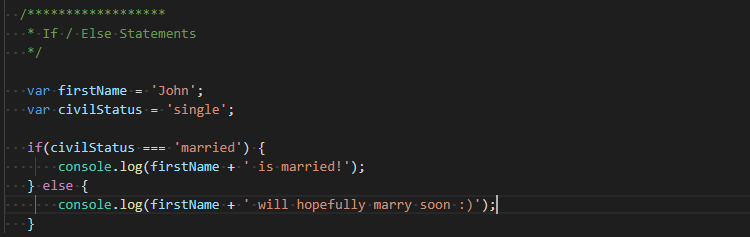 /******************
* If / Else Statements
*/
var firstName = 'John';
var civilStatus = 'single';
if(civilStatus === 'married') {
console.log(firstName + ' is married!');
} else {
console.log(firstName + ' will hopefully marry soon :)');
}